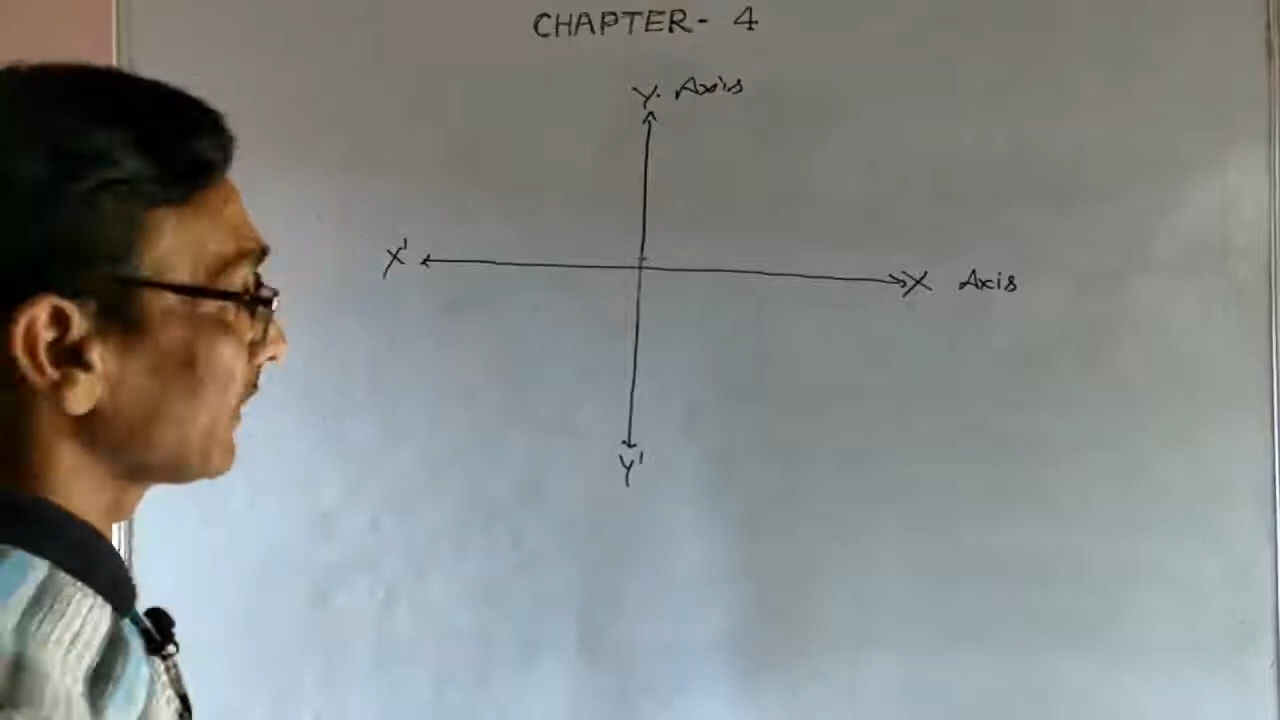 CHAPTER- 4
Y. Axis
X'
X Axis
Y'